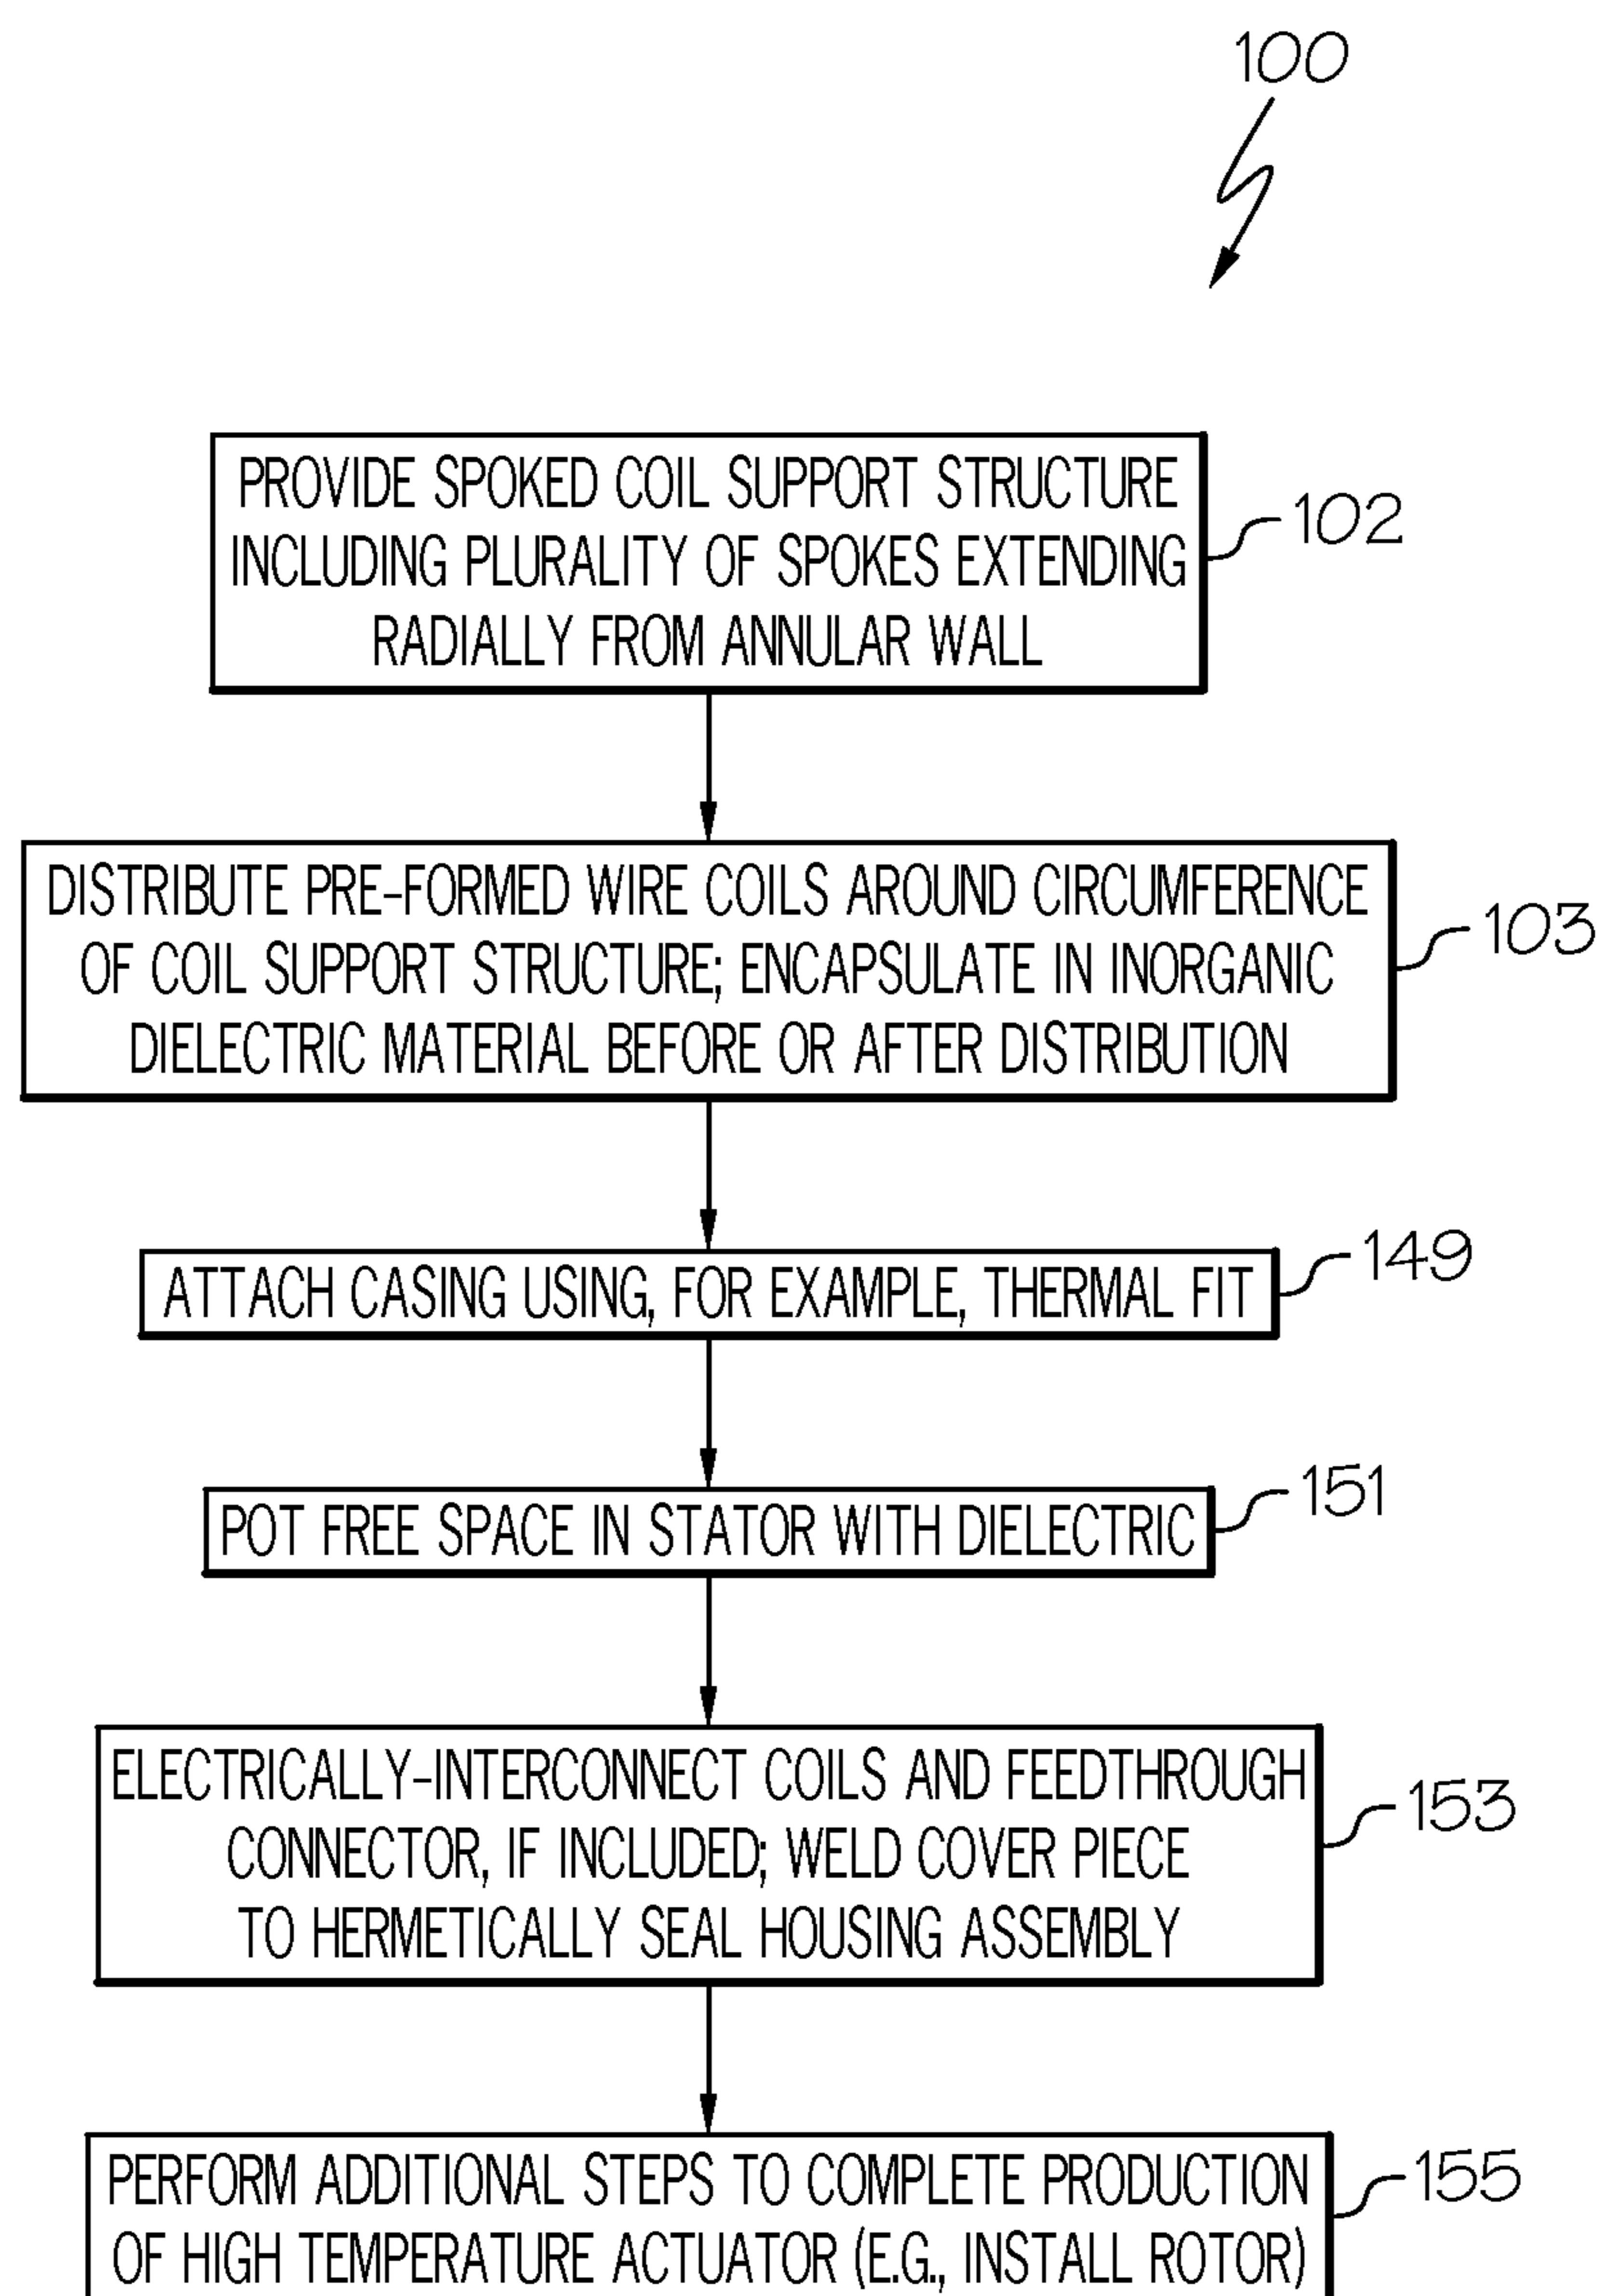 100
PROVIDE SPOKED COIL SUPPORT STRUCTURE
INCLUDING PLURALITY OF SPOKES EXTENDING
RADIALLY FROM ANNULAR WALL
102
DISTRIBUTE PRE-FORMED WIRE COILS AROUND CIRCUMFERENCE
OF COIL SUPPORT STRUCTURE; ENCAPSULATE IN INORGANIC
DIELECTRIC MATERIAL BEFORE OR AFTER DISTRIBUTION
103
ATTACH CASING USING, FOR EXAMPLE, THERMAL FIT
149
POT FREE SPACE IN STATOR WITH DIELECTRIC
151
ELECTRICALLY-INTERCONNECT COILS AND FEEDTHROUGH
CONNECTOR, IF INCLUDED; WELD COVER PIECE
TO HERMETICALLY SEAL HOUSING ASSEMBLY
153
PERFORM ADDITIONAL STEPS TO COMPLETE PRODUCTION
OF HIGH TEMPERATURE ACTUATOR (E.G., INSTALL ROTOR)
155